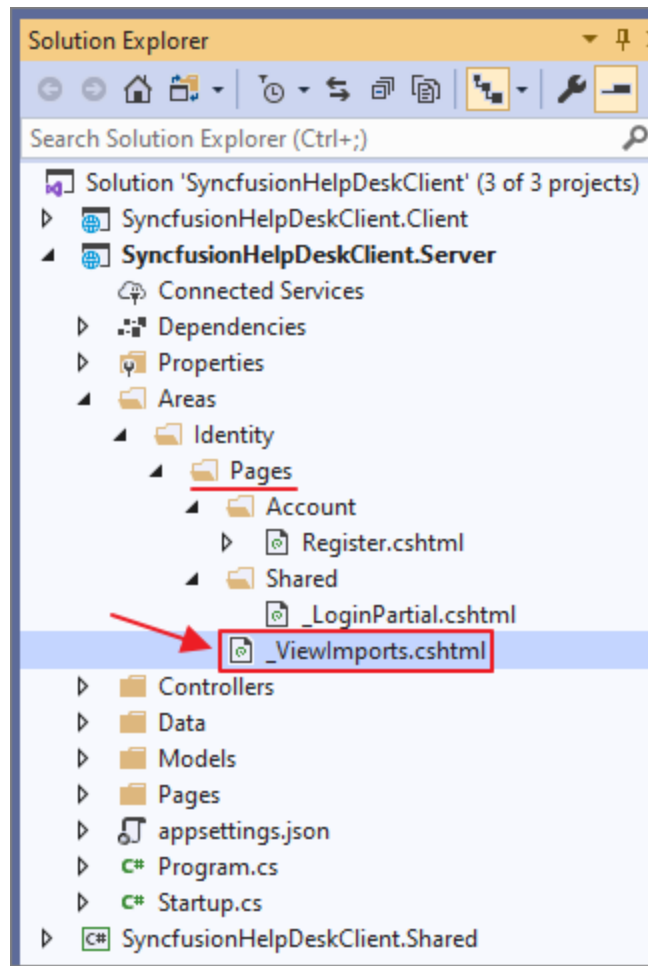 Solution Explorer
Search Solution Explorer (Ctrl+;)
Solution 'SyncfusionHelpDeskClient' (3 of 3 projects)
SyncfusionHelpDeskClient.Client
SyncfusionHelpDeskClient.Server
Connected Services
Dependencies
Properties
Areas
Identity
Pages
Account
Register.cshtml
Shared
_LoginPartial.cshtml
_ViewImports.cshtml
Controllers
Data
Models
Pages
appsettings.json
C# Program.cs
C# Startup.cs
C# SyncfusionHelpDeskClient.Shared